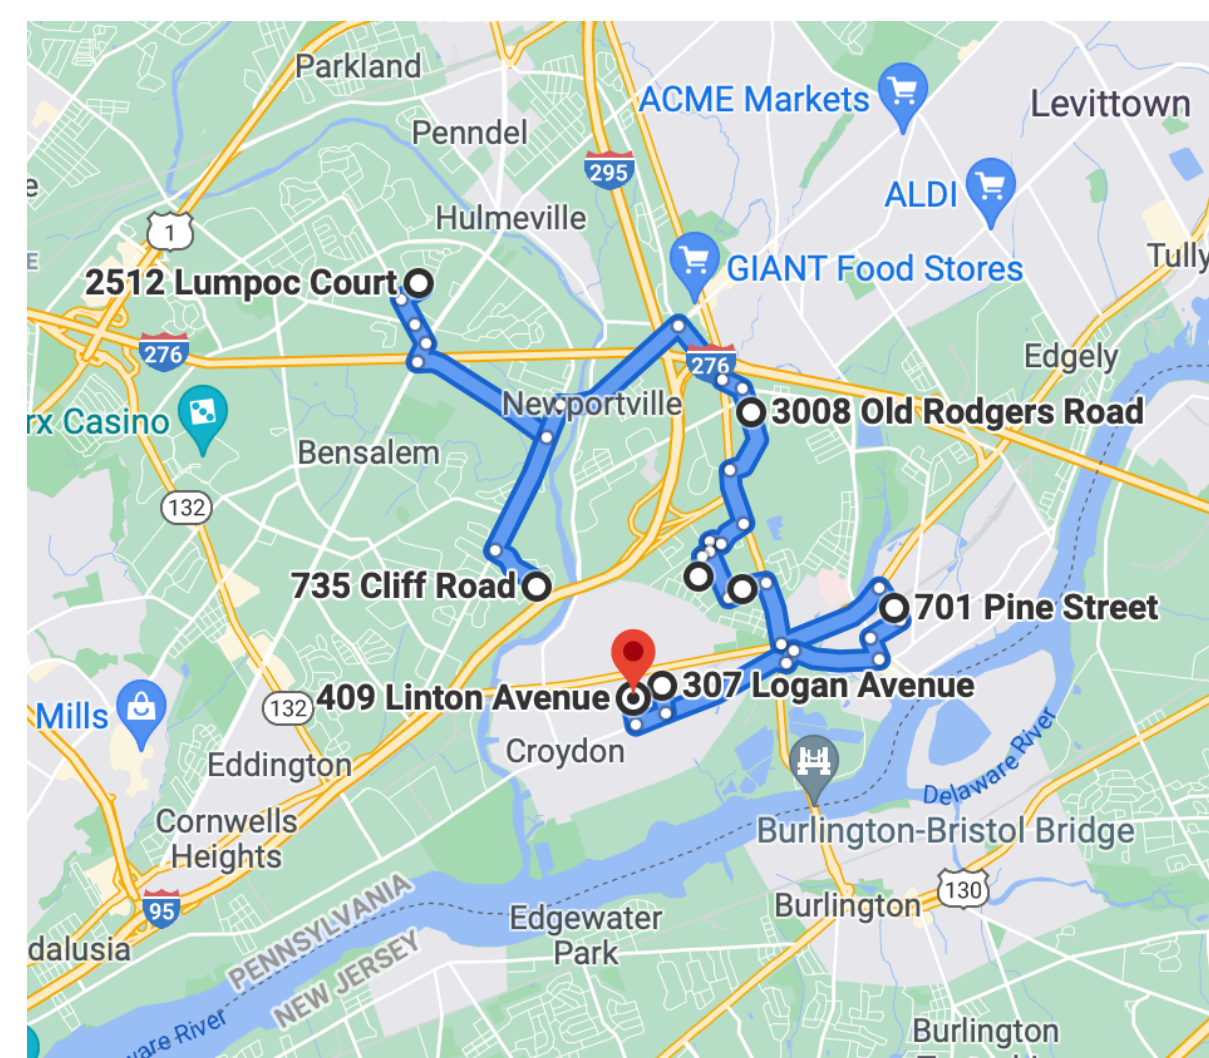 Parkland
ACME Markets
Levittown
Penndel
295
e
ALDI
1
Hulmeville
Tully
E
GIANT Food Stores
2512 Lumpoc Court
276
276
Edgely
rx Casino
Newportville
3008 Old Rodgers Road
Bensalem
132
735 Cliff Road
701 Pine Street
409 Linton Avenue
307 Logan Avenue
132
Mills
Croydon
Eddington
Delaware River
Cornwells
Heights
Burlington-Bristol Bridge
130
95
Burlington
PENNSYLVANIA
Edgewater
Park
dalusia
NEW JERSEY
ware River
Burlington